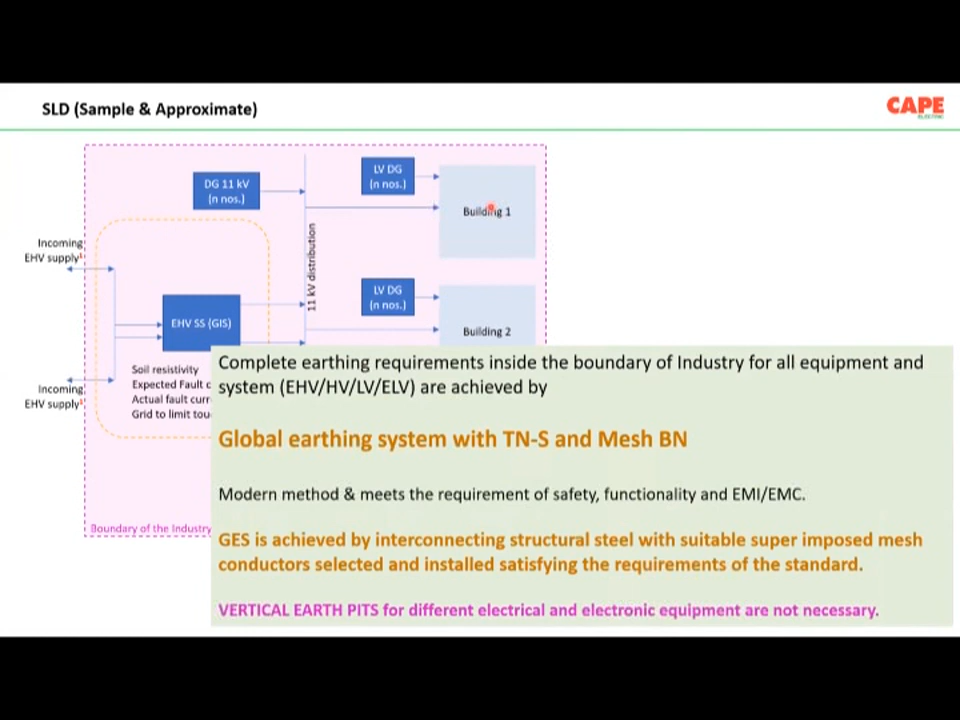 SLD (Sample & Approximate)
CAPE
ELECTRIC
DG 11 kV
(n nos.)
LV DG
(n nos.)
Building 1
Incoming
EHV supply¹
11 kV distribution
LV DG
(n nos.)
EHV SS (GIS)
Building 2
Soil resistivity
Expected Fault c
Actual fault curr
Grid to limit tou
Incoming
EHV supply¹
Boundary of the Industry
Complete earthing requirements inside the boundary of Industry for all equipment and
system (EHV/HV/LV/ELV) are achieved by
Global earthing system with TN-S and Mesh BN
Modern method & meets the requirement of safety, functionality and EMI/EMC.
GES is achieved by interconnecting structural steel with suitable super imposed mesh
conductors selected and installed satisfying the requirements of the standard.
VERTICAL EARTH PITS for different electrical and electronic equipment are not necessary.